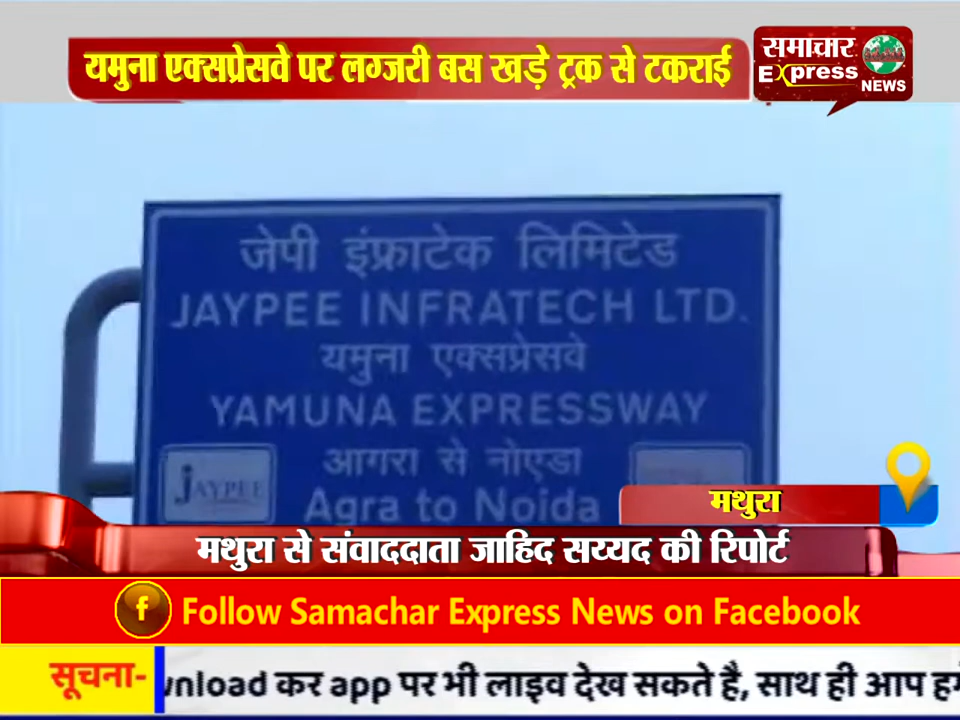 यमुना एक्सप्रेसवे पर लग्जरी बस खड़े ट्रक से टकराई
समाचार
Express
NEWS
जेपी इंफ्राटेक लिमिटेड
JAYPEE INFRATECH LTD.
यमुना एक्सप्रेसवे
YAMUNA EXPRESSWAY
आगरा से नोएडा
JAYPEE
Agra to Noida
मथुरा
मथुरा से संवाददाता जाहिद सय्यद की रिपोर्ट
f Follow Samachar Express News on Facebook
सूचना- wnload कर app पर भी लाइव देख सकते है, साथ ही आप हमे